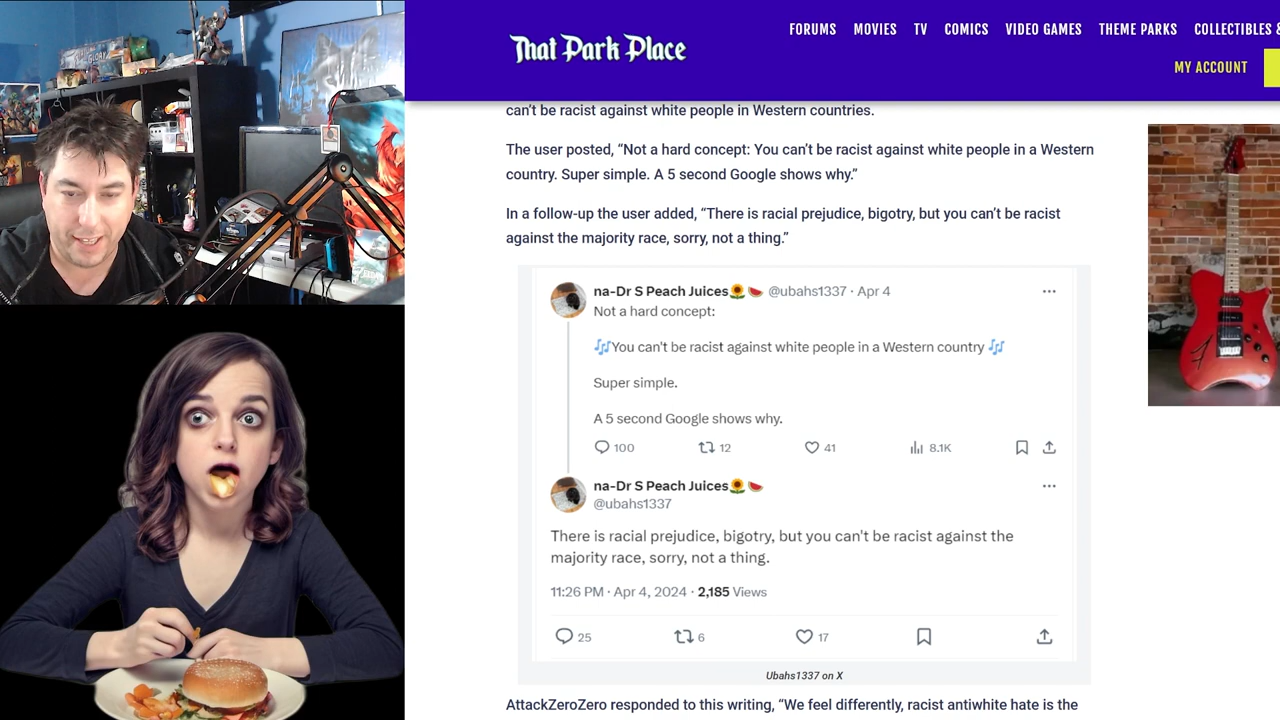 That Park Place
FORUMS MOVIES TV COMICS VIDEO GAMES THEME PARKS COLLECTIBLES &
MY ACCOUNT
can't be racist against white people in Western countries.
The user posted, “Not a hard concept: You can’t be racist against white people in a Western
country. Super simple. A 5 second Google shows why.”
In a follow-up the user added, “There is racial prejudice, bigotry, but you can’t be racist
against the majority race, sorry, not a thing.”
na-Dr S Peach Juices🌻🍉 @ubahs1337 · Apr 4
Not a hard concept:
🎶You can't be racist against white people in a Western country 🎶
Super simple.
A 5 second Google shows why.
100 12 41 8.1K
na-Dr S Peach Juices🌻🍉
@ubahs1337
There is racial prejudice, bigotry, but you can't be racist against the
majority race, sorry, not a thing.
11:26 PM · Apr 4, 2024 · 2,185 Views
25 6 17
Ubahs1337 on X
AttackZeroZero responded to this writing, “We feel differently, racist antiwhite hate is the